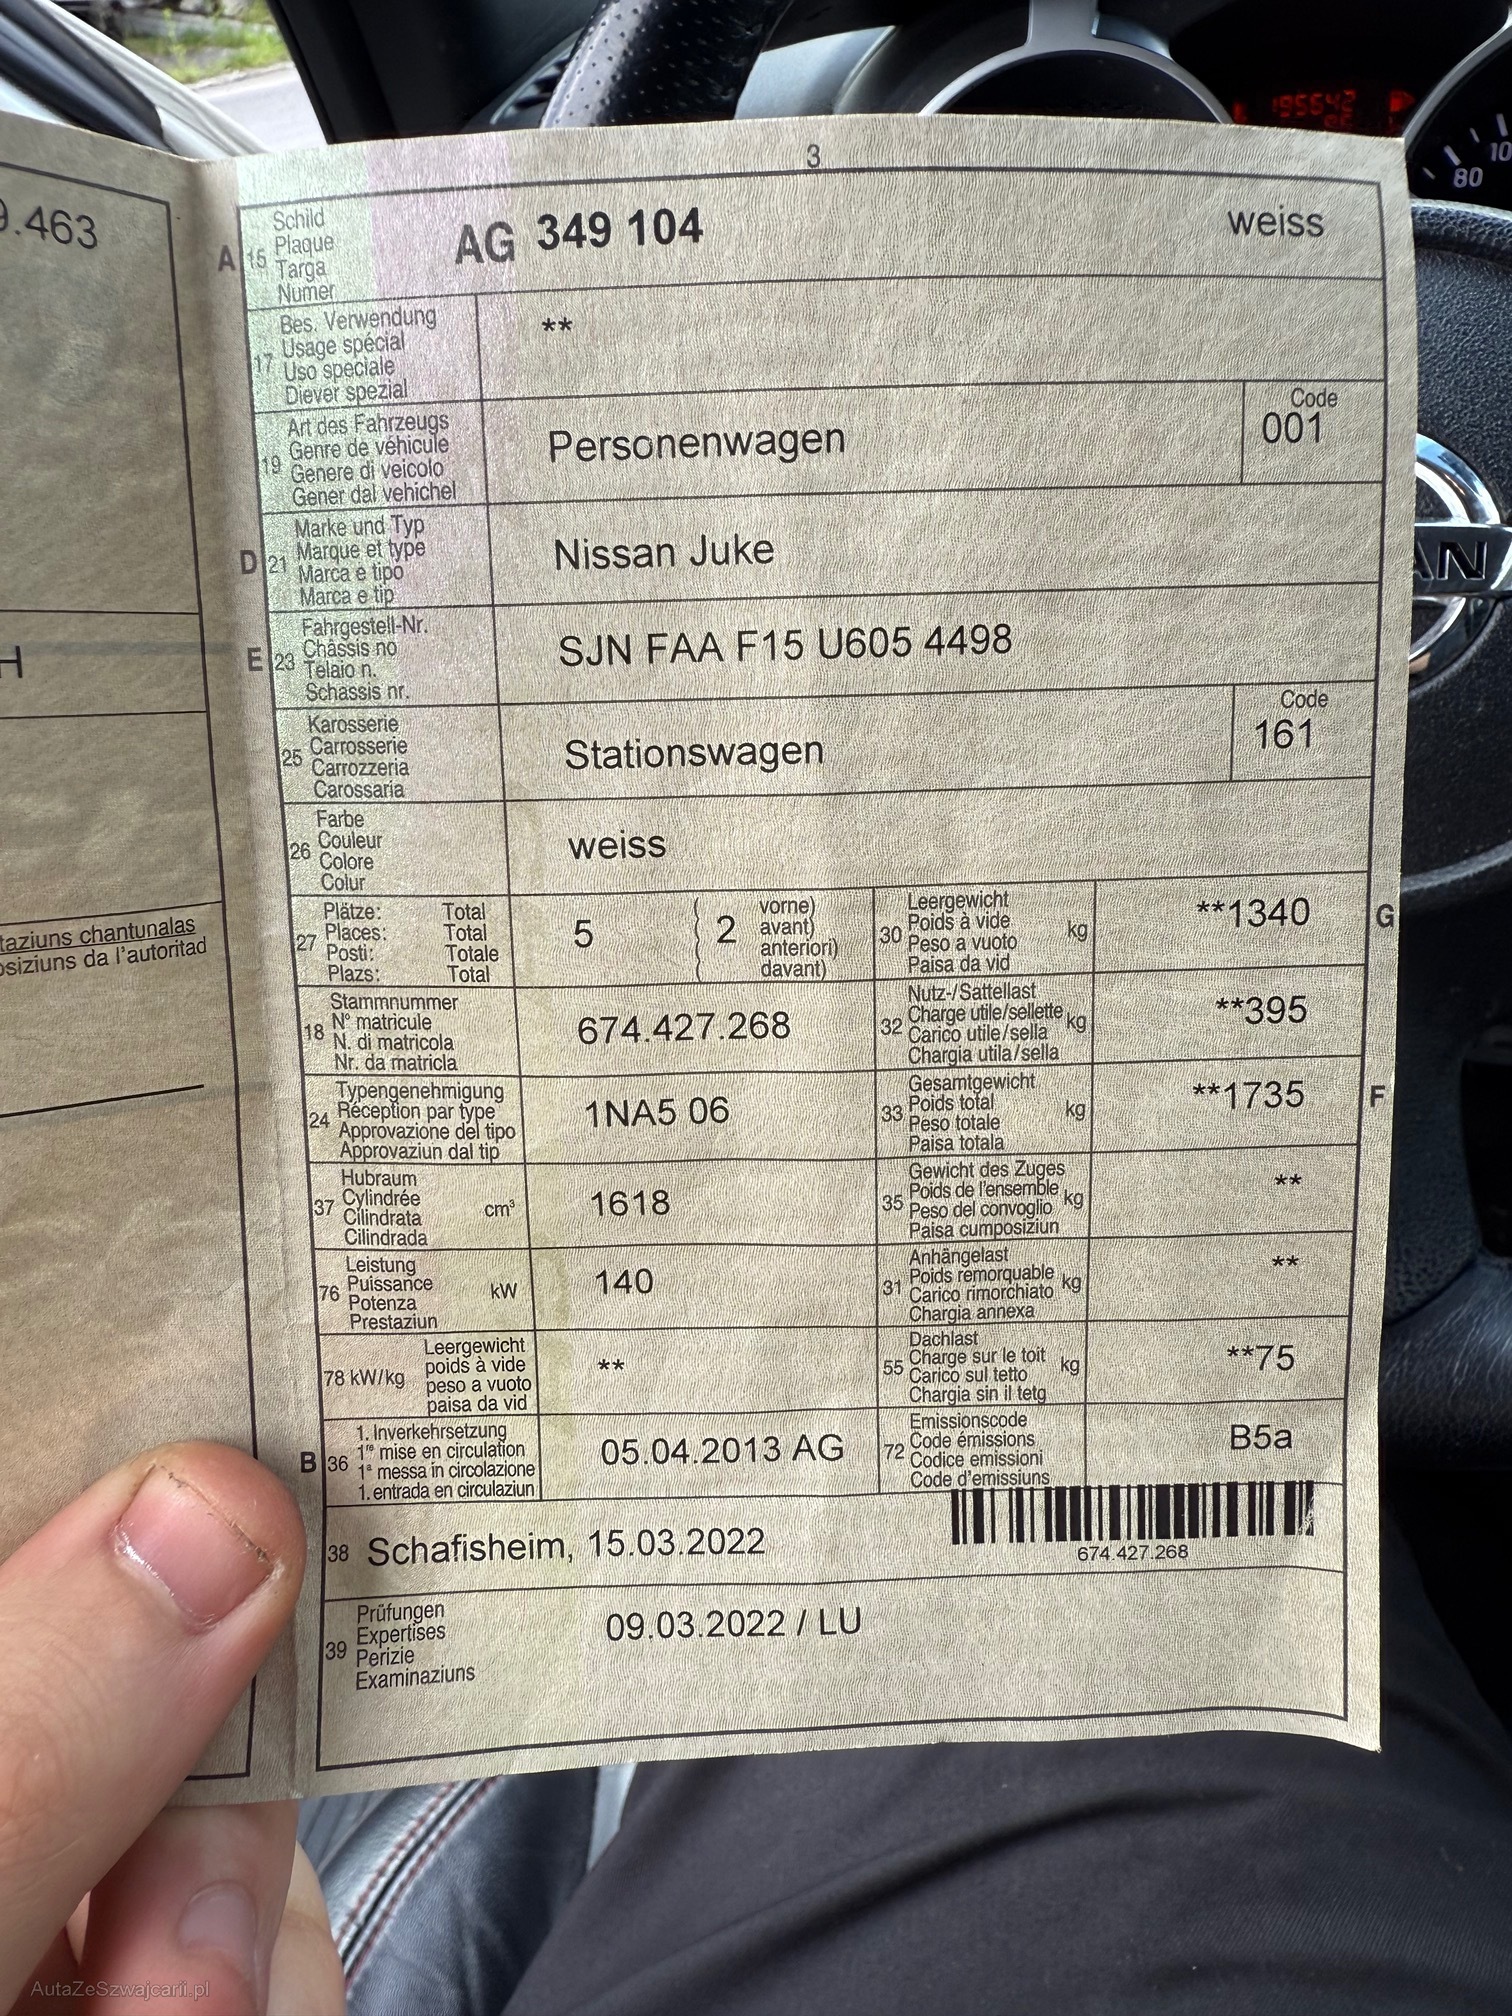 3
9.463
H
taziuns chantunalas
osiziuns da l'autoritad
A 15 Schild
Plaque
Targa
Numer
AG 349 104 weiss
17 Bes. Verwendung
Usage spécial
Uso speciale
Diever spezial
**
19 Art des Fahrzeugs
Genre de véhicule
Genere di veicolo
Gener dal vehichel
Personenwagen
Code
001
D 21 Marke und Typ
Marque et type
Marca e tipo
Marca e tip
Nissan Juke
E 23 Fahrgestell-Nr.
Châssis no
Telaio n.
Schassis nr.
SJN FAA F15 U605 4498
25 Karosserie
Carrosserie
Carrozzeria
Carossaria
Stationswagen
Code
161
26 Farbe
Couleur
Colore
Colur
weiss
27 Plätze: Total
Places: Total
Posti: Totale
Plazs: Total
5 ( 2 vorne)
avant)
anteriori)
davant)
30 Leergewicht
Poids à vide
Peso a vuoto
Paisa da vid
kg
**1340 G
18 Stammnummer
N° matricule
N. di matricola
Nr. da matricla
674.427.268
32 Nutz-/Sattellast
Charge utile/sellette
Carico utile/sella
Chargia utila/sella
kg
**395
24 Typengenehmigung
Réception par type
Approvazione del tipo
Approvaziun dal tip
1NA5 06
33 Gesamtgewicht
Poids total
Peso totale
Paisa totala
kg
**1735 F
37 Hubraum
Cylindrée
Cilindrata
Cilindrada
cm³
1618
35 Gewicht des Zuges
Poids de l'ensemble
Peso del convoglio
Paisa cumposiziun
kg
**
76 Leistung
Puissance
Potenza
Prestaziun
kW
140
31 Anhängelast
Poids remorquable
Carico rimorchiato
Chargia annexa
kg
**
78 kW/kg Leergewicht
poids à vide
peso a vuoto
paisa da vid
**
55 Dachlast
Charge sur le toit
Carico sul tetto
Chargia sin il tetg
kg
**75
B 36 1. Inverkehrsetzung
1re mise en circulation
1a messa in circolazione
1. entrada en circulaziun
05.04.2013 AG
72 Emissionscode
Code émissions
Codice emissioni
Code d'emissiuns
B5a
38 Schafisheim, 15.03.2022
674.427.268
39 Prüfungen
Expertises
Perizie
Examinaziuns
09.03.2022 / LU
195642
80
10
AN
AutaZeSzwajcarii.pl